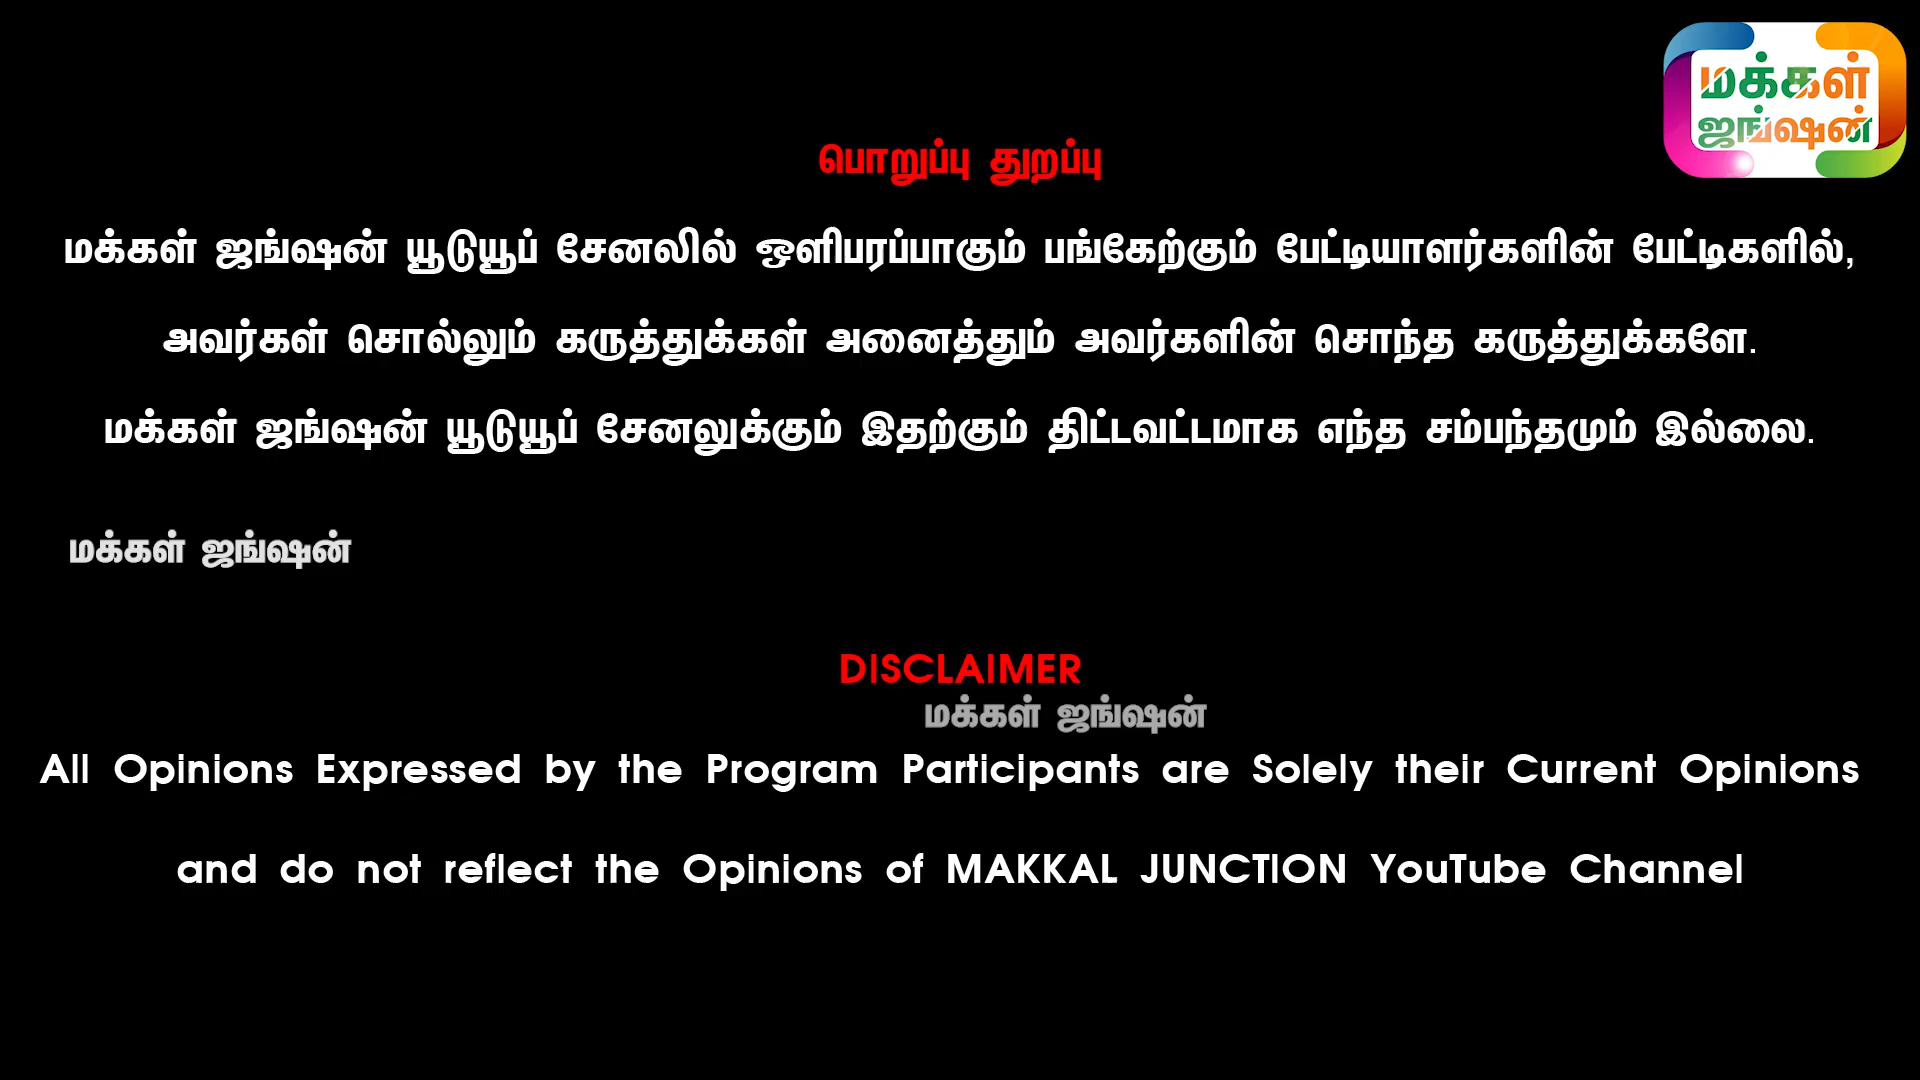 மக்கள்
ஜங்ஷன்
பொறுப்பு துறப்பு
மக்கள் ஜங்ஷன் யூடுயூப் சேனலில் ஒளிபரப்பாகும் பங்கேற்கும் பேட்டியாளர்களின் பேட்டிகளில்,
அவர்கள் சொல்லும் கருத்துக்கள் அனைத்தும் அவர்களின் சொந்த கருத்துக்களே.
மக்கள் ஜங்ஷன் யூடுயூப் சேனலுக்கும் இதற்கும் திட்டவட்டமாக எந்த சம்பந்தமும் இல்லை.
மக்கள் ஜங்ஷன்
DISCLAIMER
மக்கள் ஜங்ஷன்
All Opinions Expressed by the Program Participants are Solely their Current Opinions
and do not reflect the Opinions of MAKKAL JUNCTION YouTube Channel